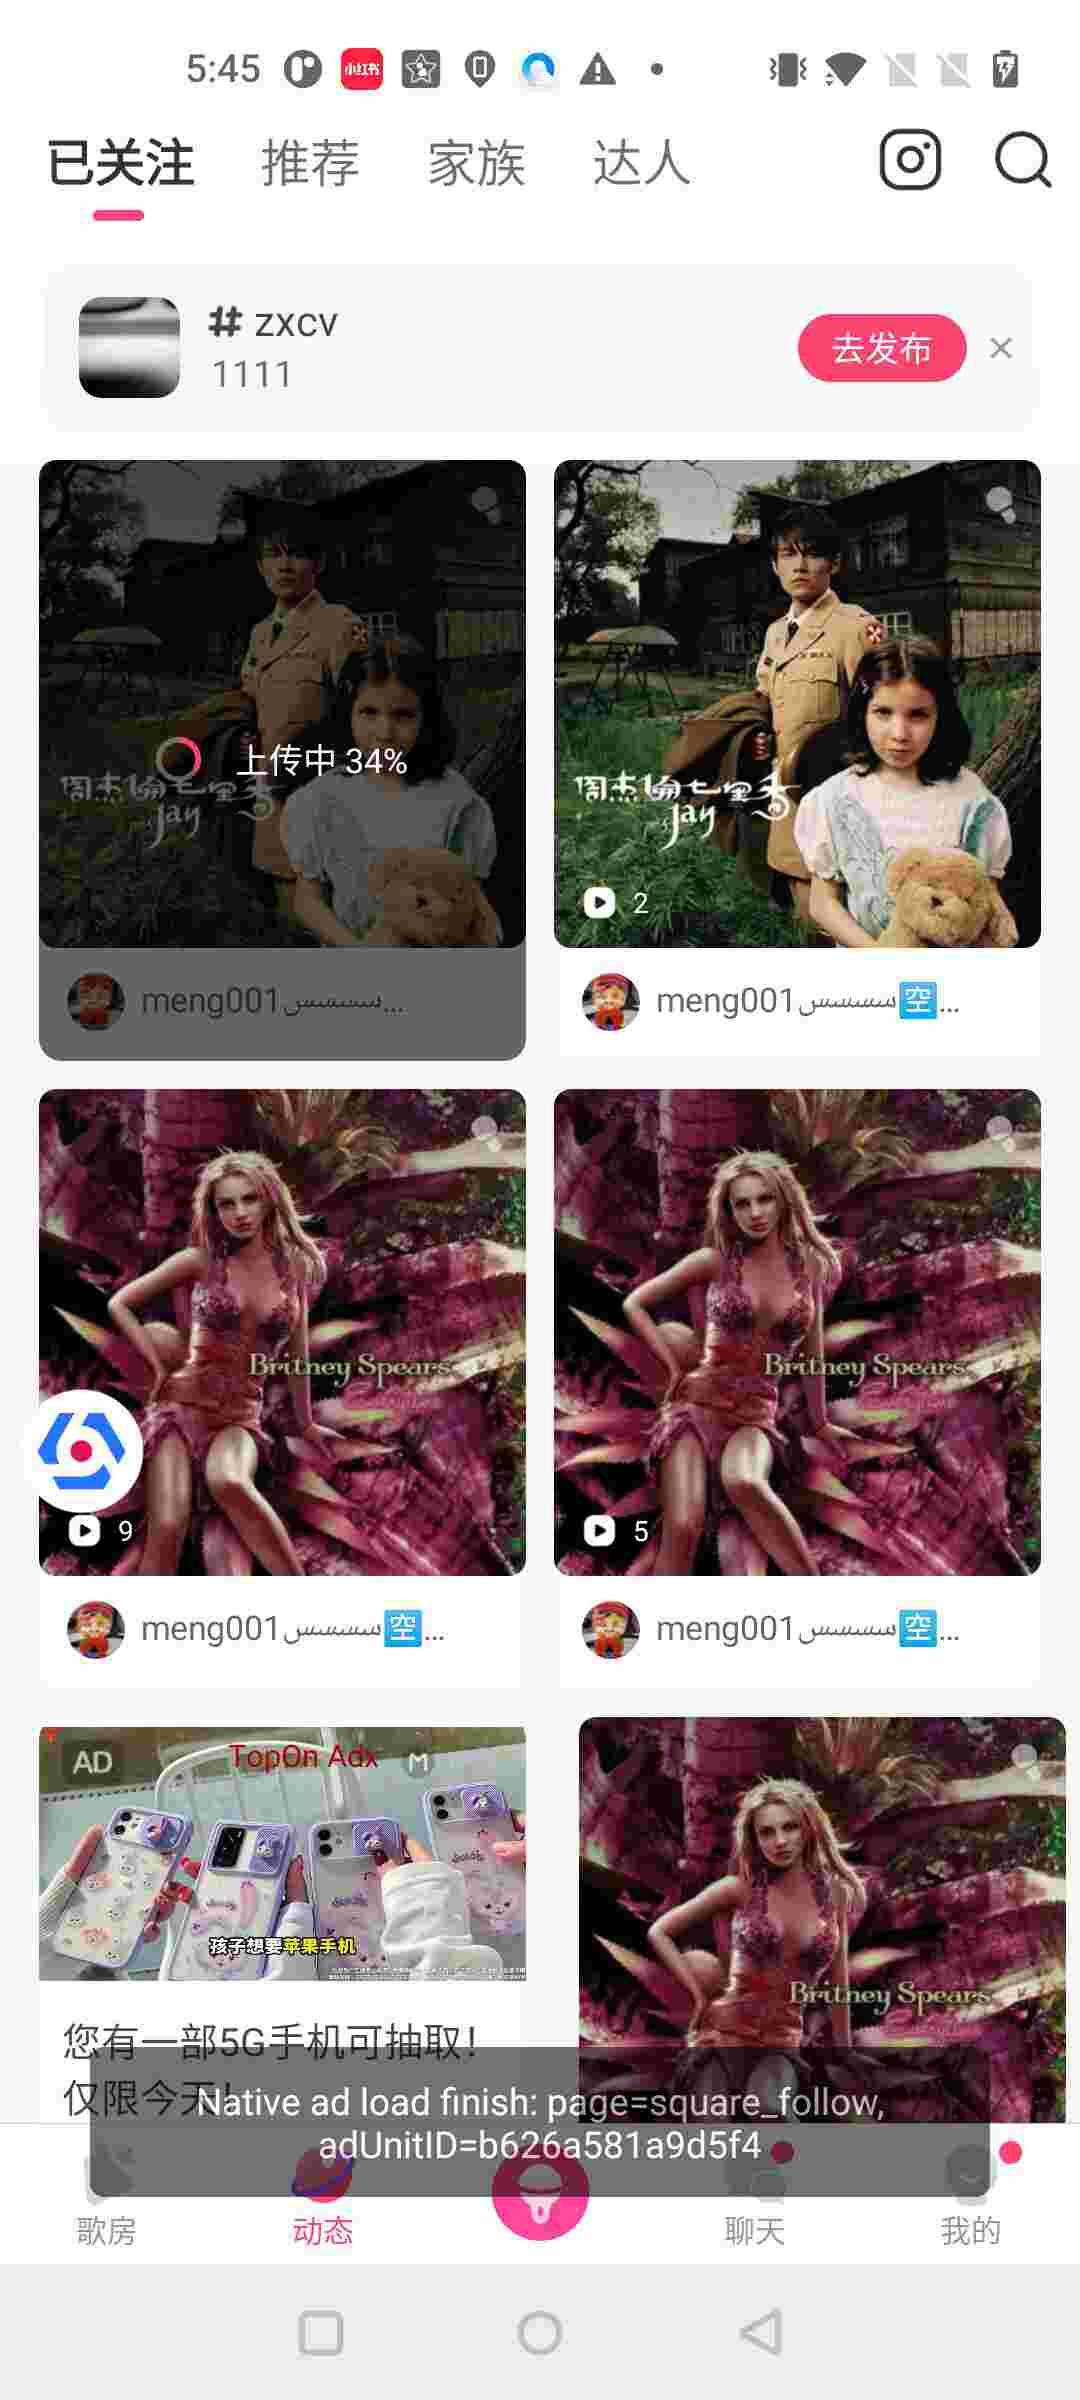 5:45
小红书
已关注 推荐 家族 达人
# zxcv
1111
去发布
上传中 34%
周杰倫七里香
Jay
周杰倫七里香
Jay
2
meng001سسسسس...
meng001سسسسس🈳...
Britney Spears
Britney Spears
9
5
meng001سسسسس🈳...
meng001سسسسس🈳...
AD
TopOn Adx
M
孩子想要苹果手机
Britney Spears
您有一部5G手机可抽取！
仅限今天！
Native ad load finish: page=square_follow,
adUnitID=b626a581a9d5f4
歌房 动态 聊天 我的